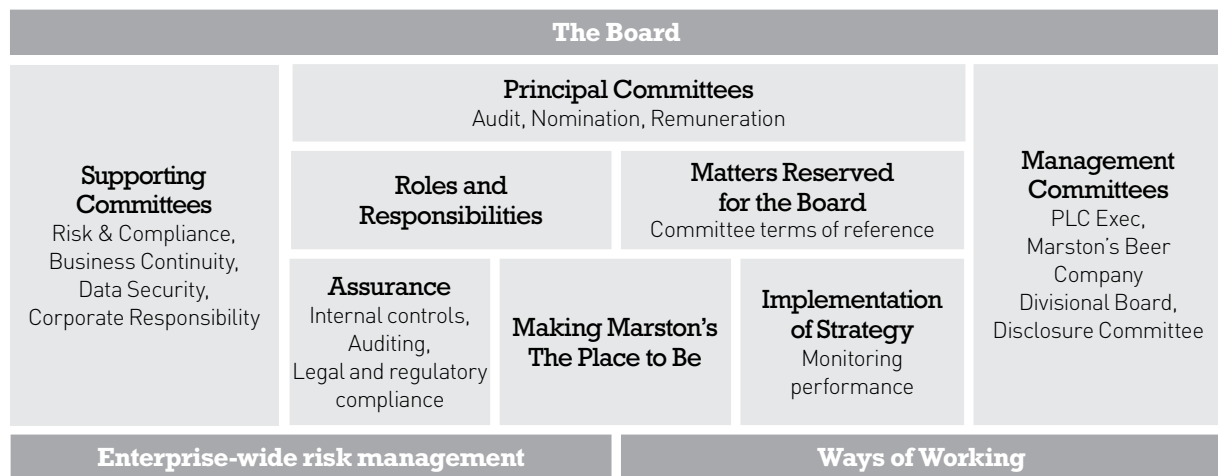 The Board
Supporting
Committees
Risk & Compliance,
Business Continuity,
Data Security,
Corporate Responsibility
Principal Committees
Audit, Nomination, Remuneration
Roles and
Responsibilities
Matters Reserved
for the Board
Committee terms of reference
Assurance
Internal controls,
Auditing,
Legal and regulatory
compliance
Making Marston’s
The Place to Be
Implementation
of Strategy
Monitoring
performance
Management
Committees
PLC Exec,
Marston’s Beer
Company
Divisional Board,
Disclosure Committee
Enterprise-wide risk management
Ways of Working